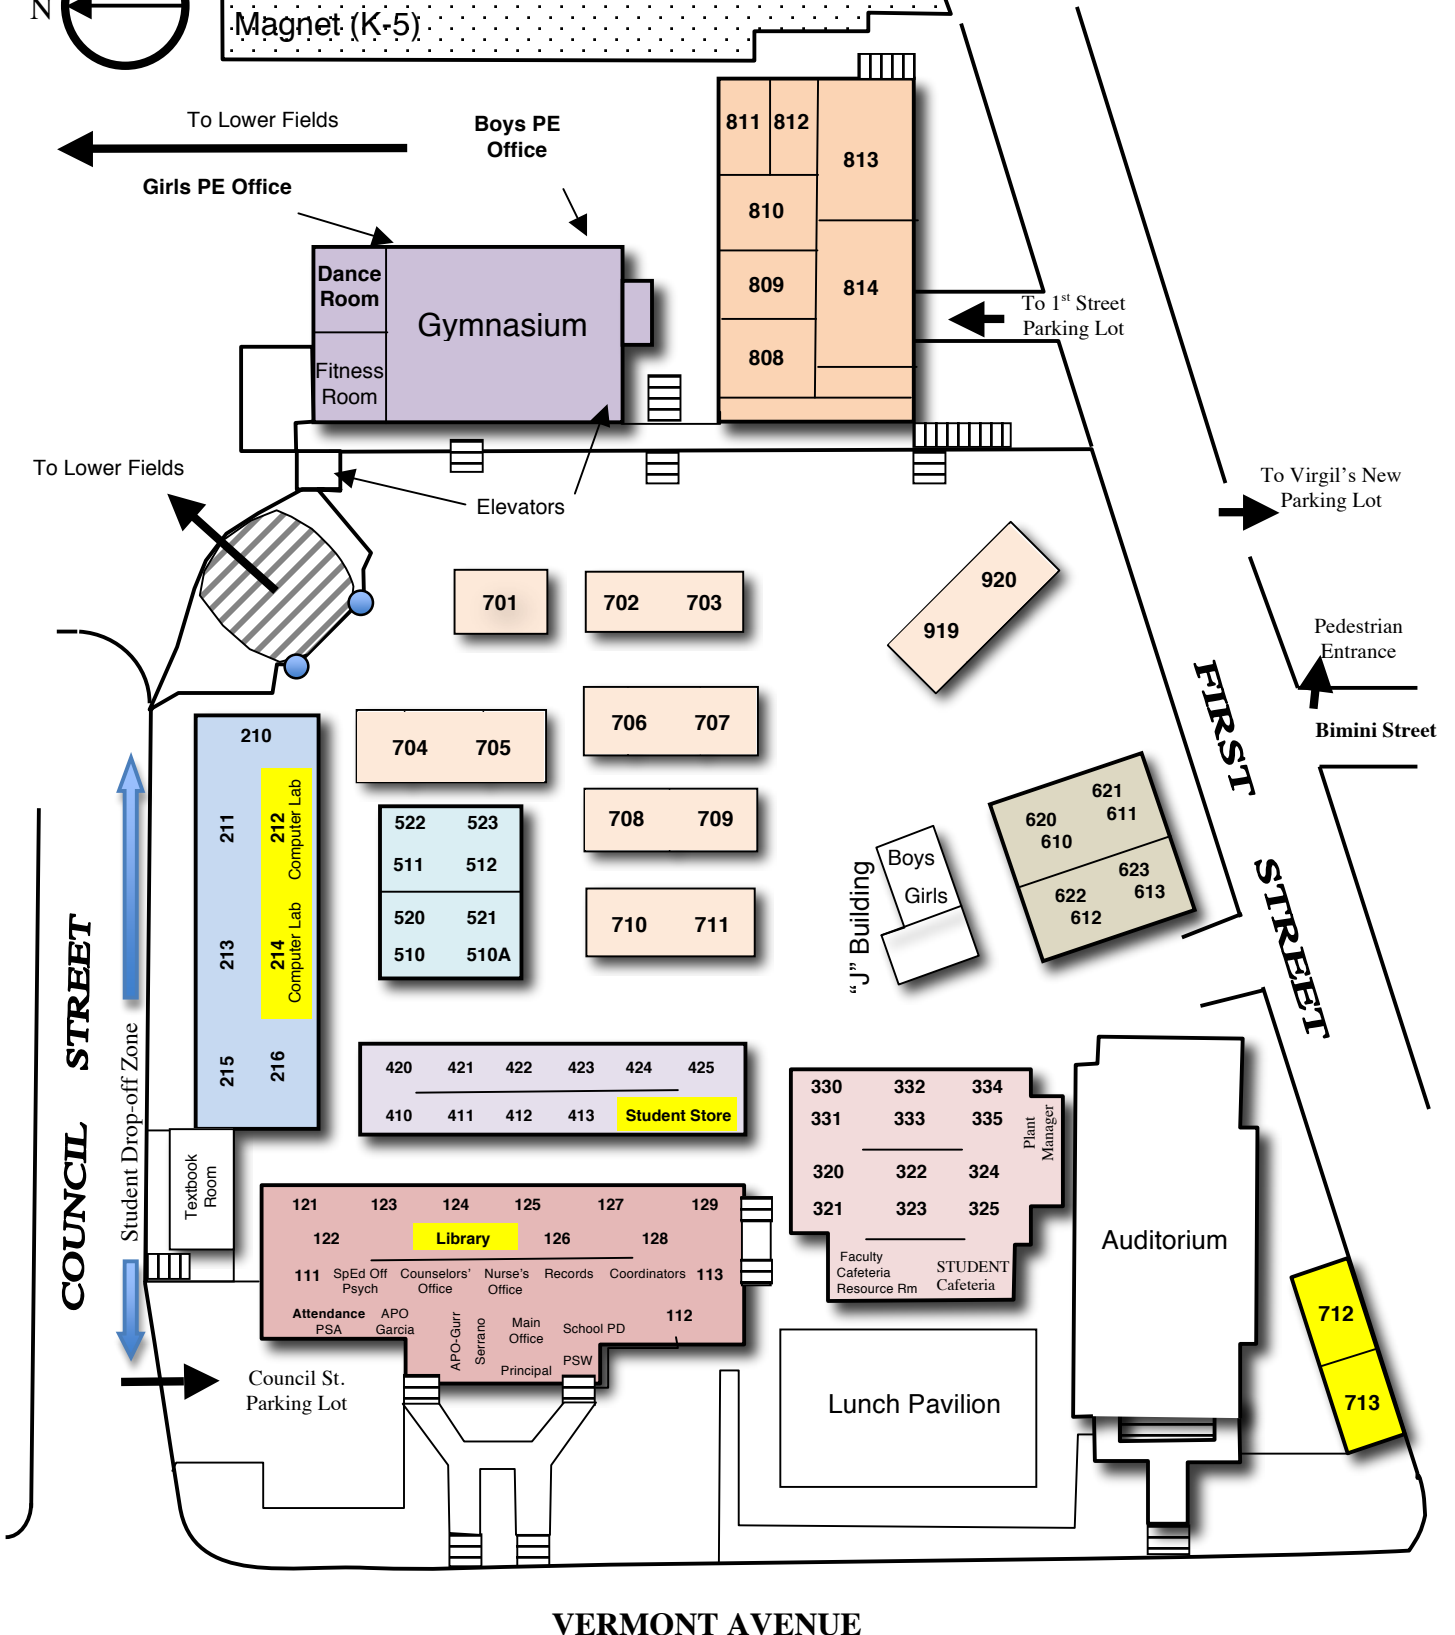 N
Magnet (K-5)
To Lower Fields
Boys PE
Office
Girls PE Office
811 812
813
810
809
814
808
Dance
Room
Gymnasium
Fitness
Room
To 1st Street
Parking Lot
To Lower Fields
Elevators
To Virgil's New
Parking Lot
701
702 703
920
919
Pedestrian
Entrance
Bimini Street
FIRST STREET
704 705
706 707
708 709
710 711
210
211
212
Computer Lab
213
214
Computer Lab
215
216
522 523
511 512
520 521
510 510A
"J" Building
Boys
Girls
621
620
611
610
623
622
613
612
COUNCIL STREET
Student Drop-off Zone
Textbook
Room
420 421 422 423 424 425
410 411 412 413 Student Store
330 332 334
331 333 335
Plant
Manager
320 322 324
321 323 325
Faculty
Cafeteria
Resource Rm
STUDENT
Cafeteria
121 123 124 125 127 129
122 Library 126 128
111 SpEd Off
Psych
Counselors'
Office
Nurse's
Office
Records
Coordinators
113
Attendance
PSA
APO
Garcia
APO-Gurr
Serrano
Main
Office
School PD
112
Principal
PSW
Auditorium
712
713
Council St.
Parking Lot
Lunch Pavilion
VERMONT AVENUE